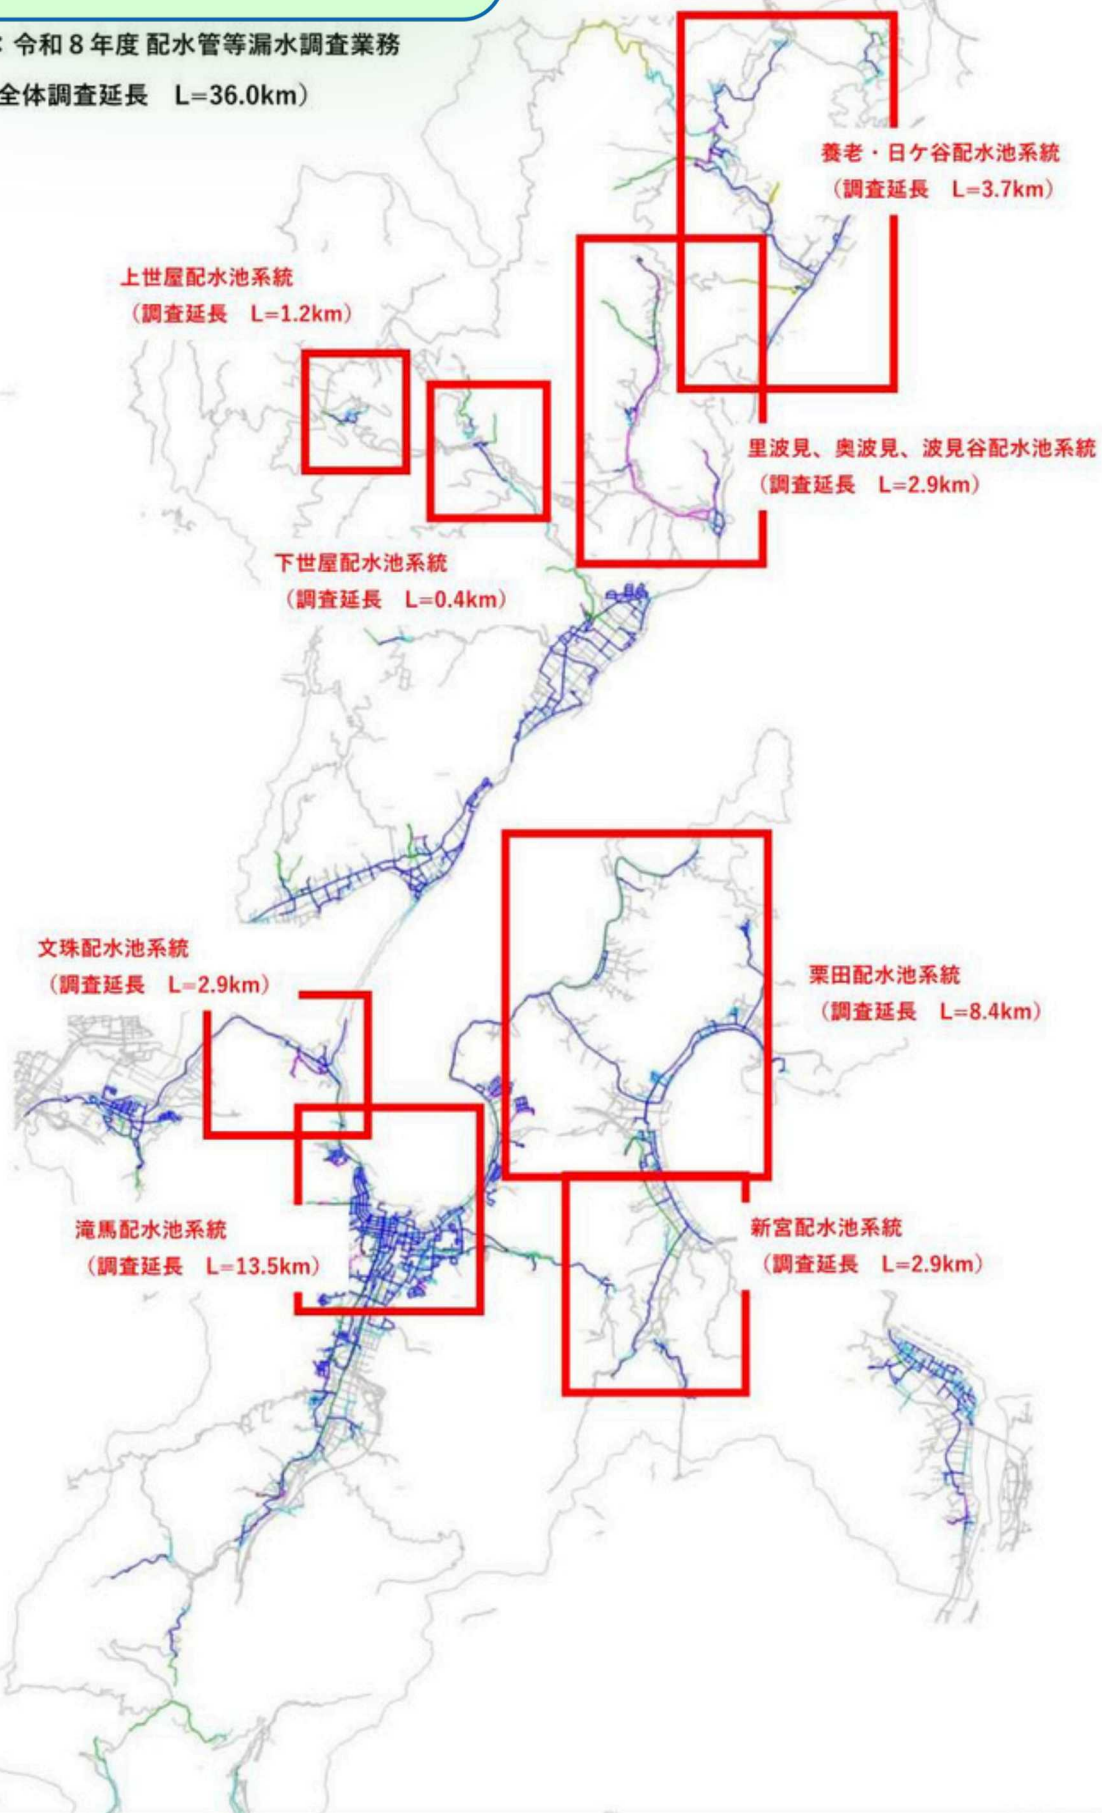 ：令和８年度 配水管等漏水調査業務
全体調査延長　L=36.0km）
養老・日ケ谷配水池系統
（調査延長　L=3.7km）
上世屋配水池系統
（調査延長　L=1.2km）
里波見、奥波見、波見谷配水池系統
（調査延長　L=2.9km）
下世屋配水池系統
（調査延長　L=0.4km）
文珠配水池系統
（調査延長　L=2.9km）
栗田配水池系統
（調査延長　L=8.4km）
滝馬配水池系統
（調査延長　L=13.5km）
新宮配水池系統
（調査延長　L=2.9km）